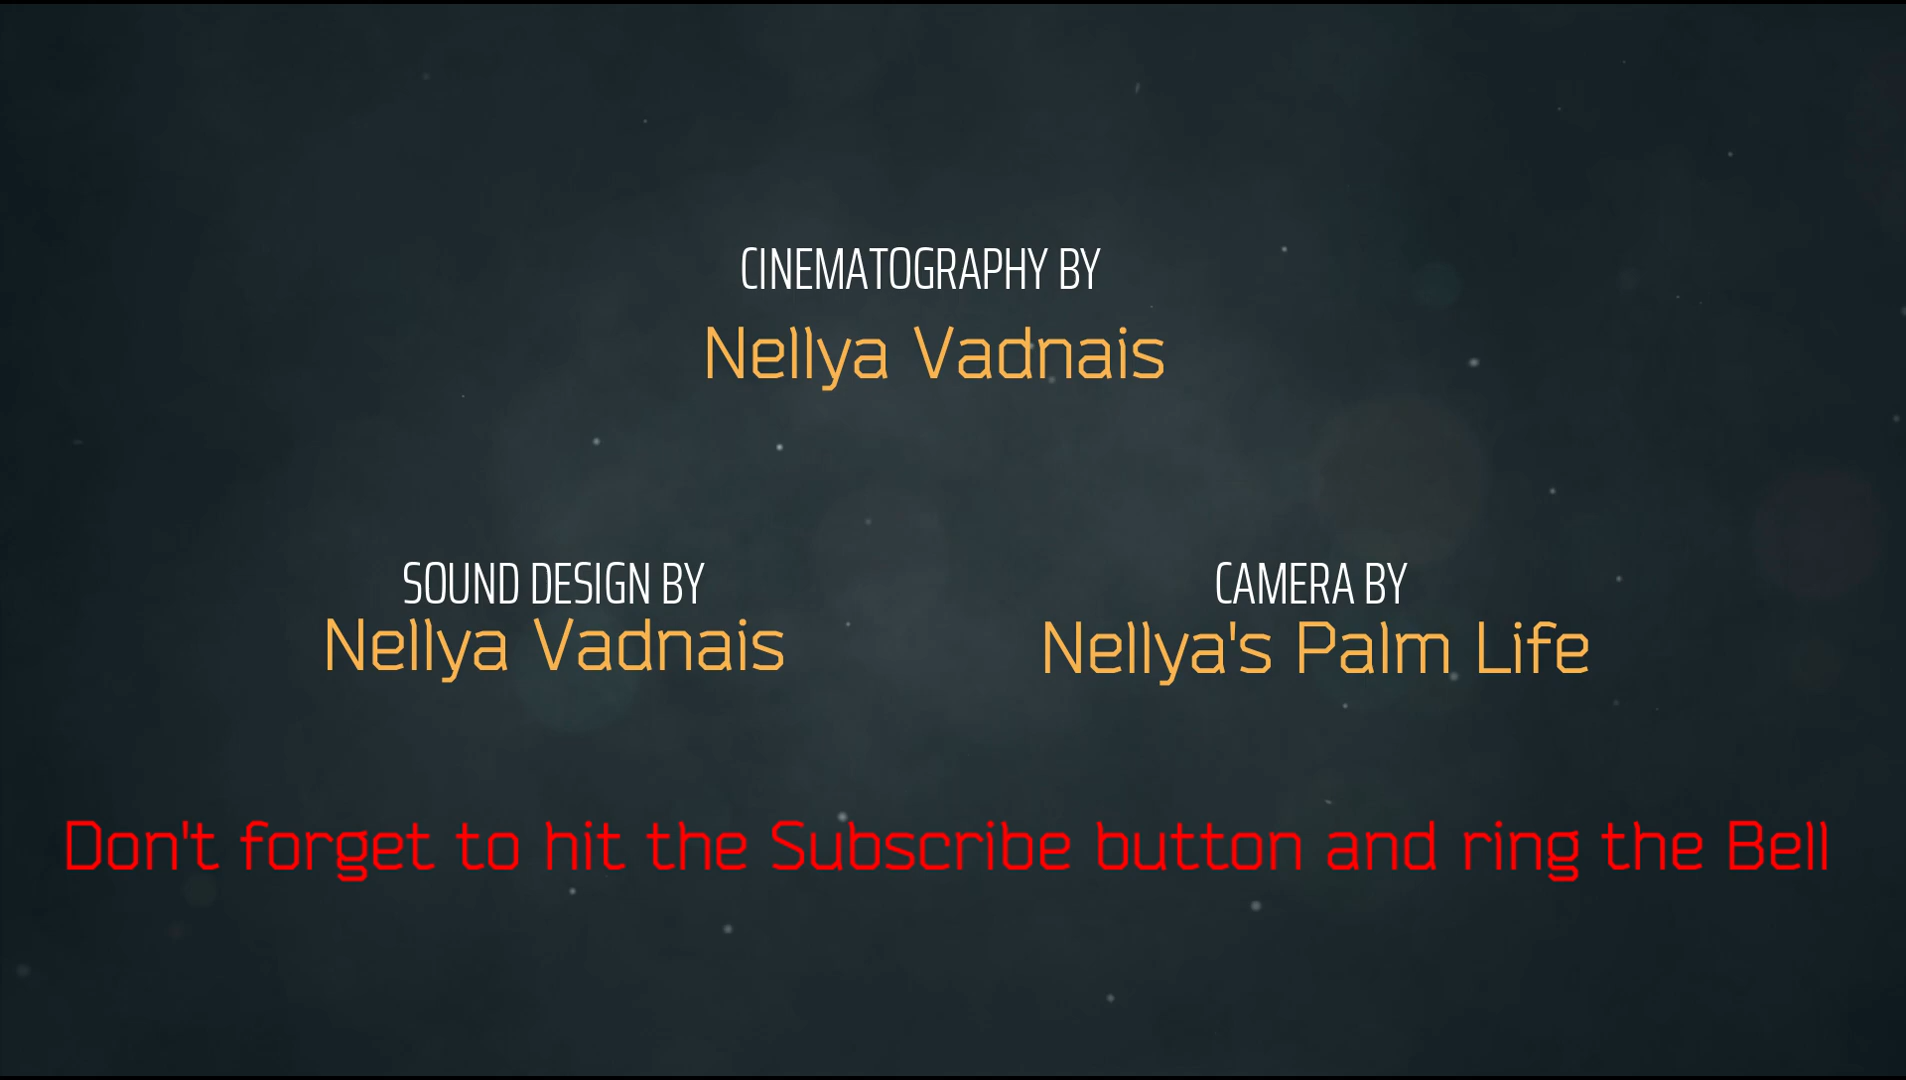 CINEMATOGRAPHY BY
Nellya Vadnais
SOUND DESIGN BY
Nellya Vadnais
CAMERA BY
Nellya's Palm Life
Don't forget to hit the Subscribe button and ring the Bell